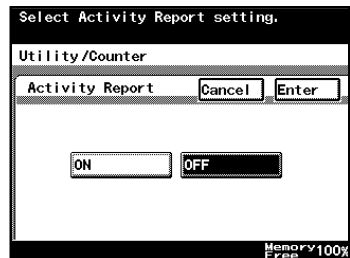 Select Activity Report setting.
Utility/Counter
Activity Report Cancel Enter
ON OFF
Memory Free 100%